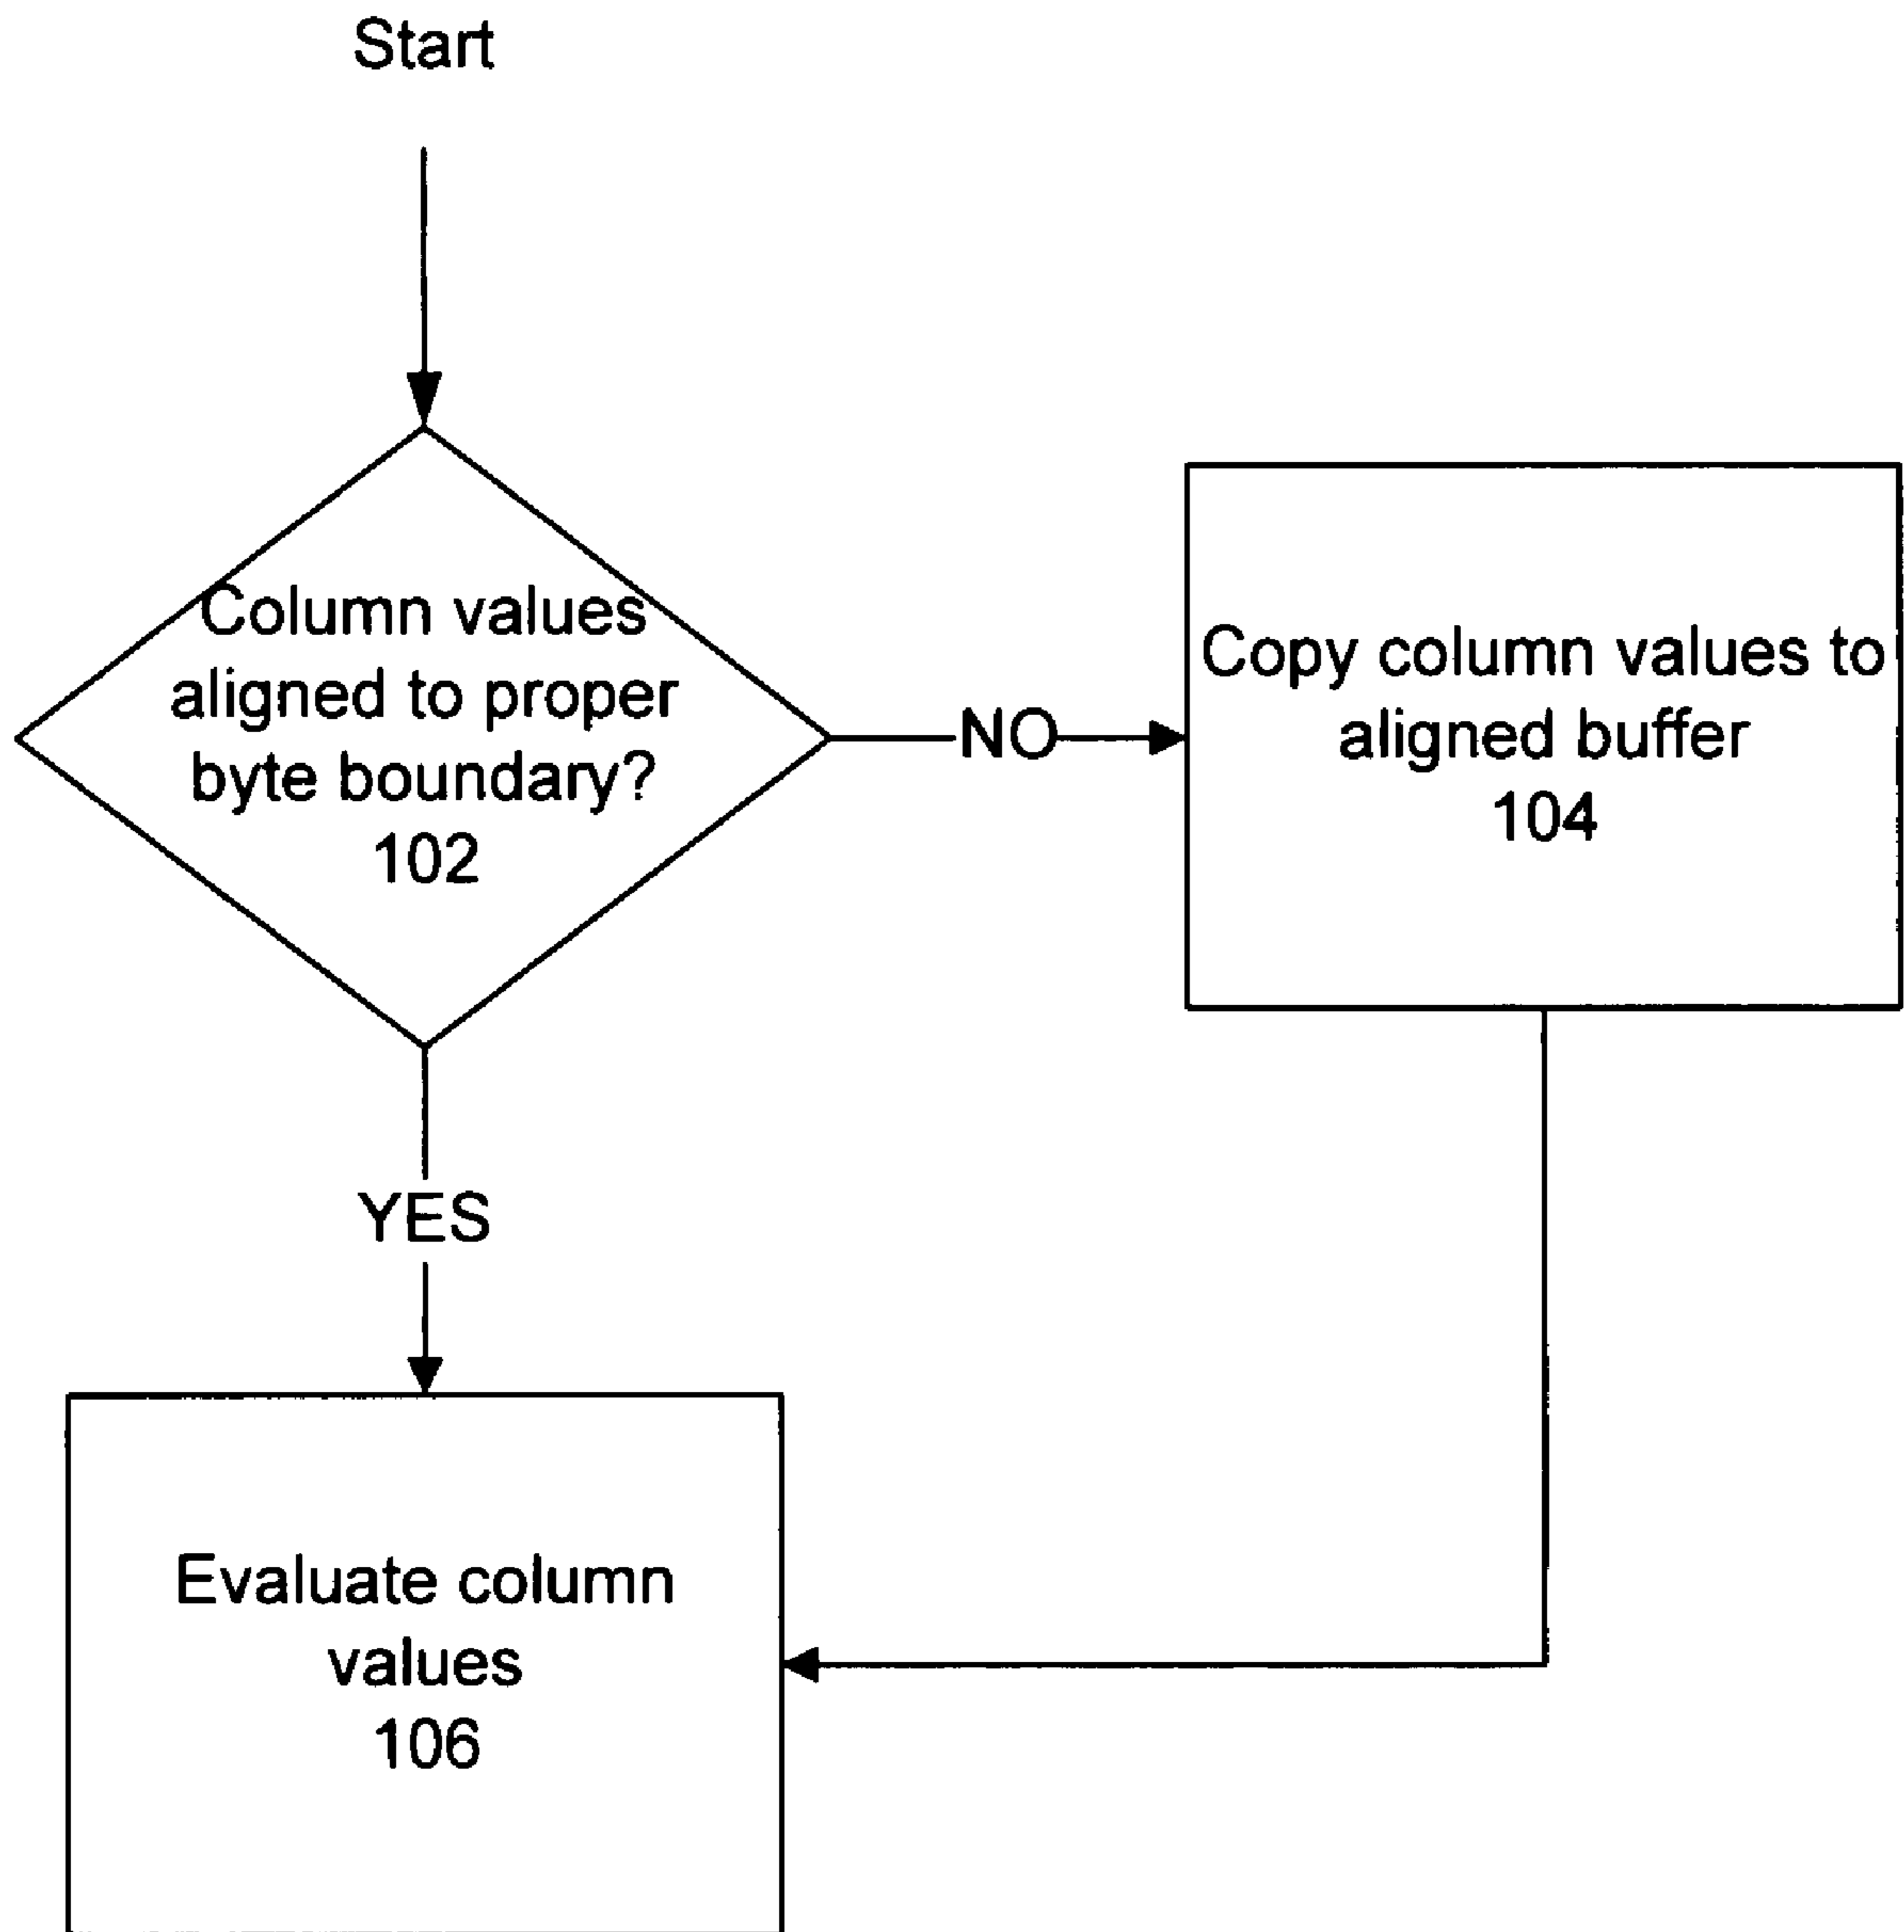 Start
Column values
aligned to proper
byte boundary?
102
NO
Copy column values to
aligned buffer
104
YES
Evaluate column
values
106